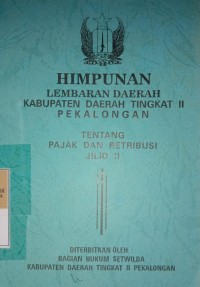 HIMPUNAN
LEMBARAN DAERAH
KABUPATEN DAERAH TINGKAT II
PEKALONGAN
TENTANG
PAJAK DAN RETRIBUSI
JILID 3
DITERBITKAN OLEH
BAGIAN HUKUM SETWILDA
KABUPATEN DAERAH TINGKAT II PEKALONGAN